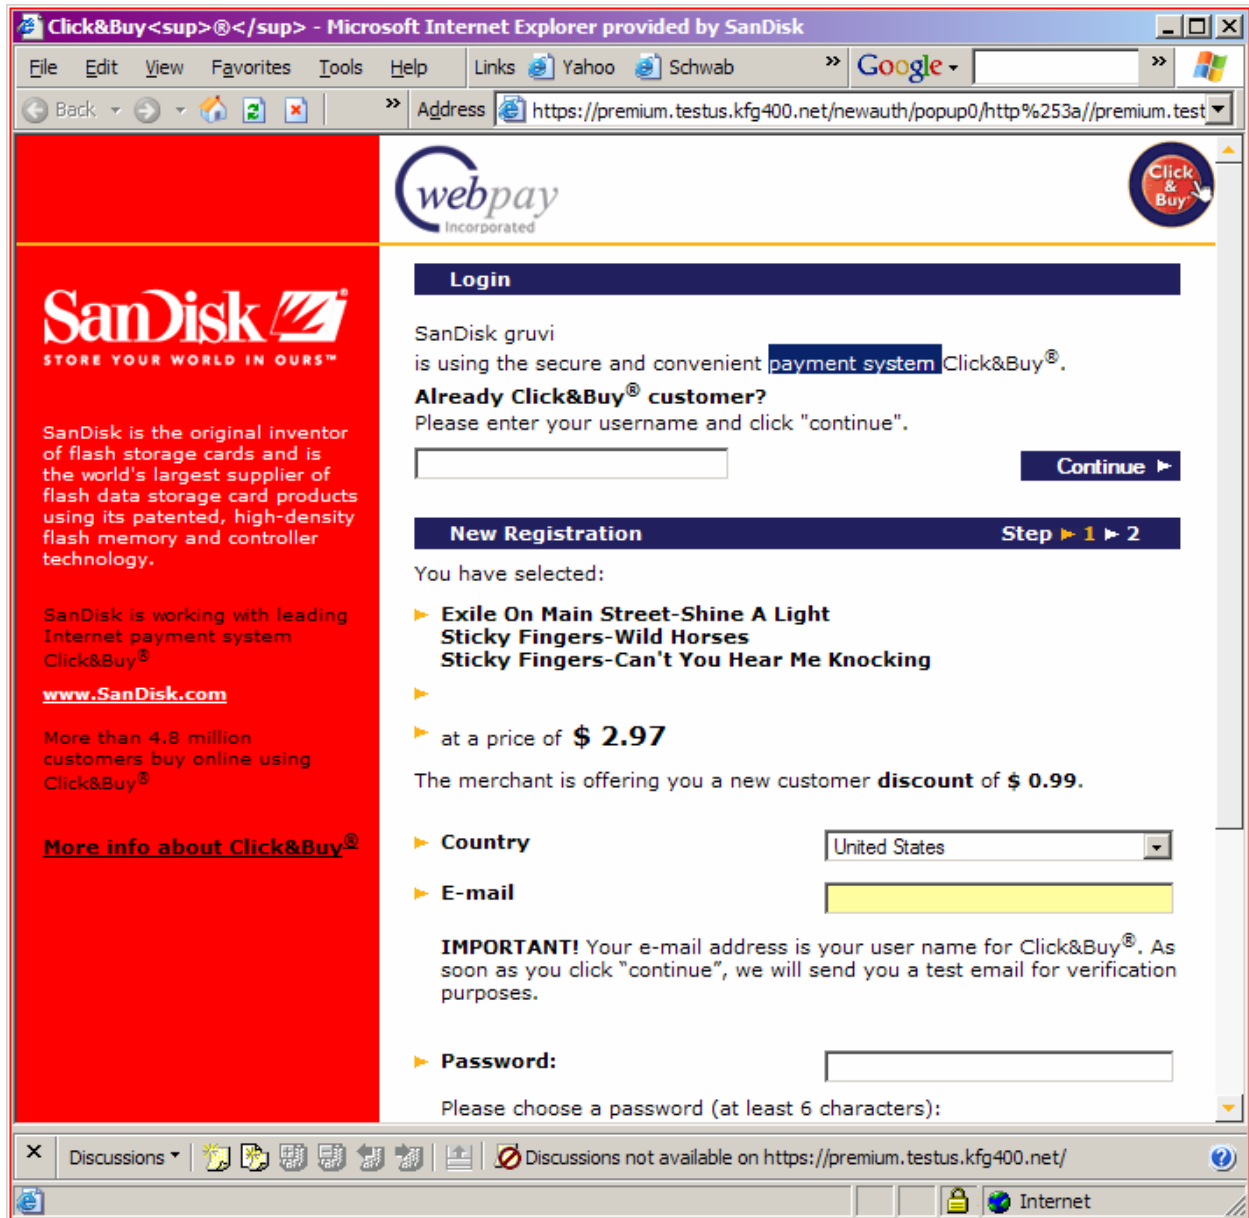 Click&Buy<sup>®</sup> - Microsoft Internet Explorer provided by SanDisk
File Edit View Favorites Tools Help Links Yahoo Schwab » Google »
Back » Address https://premium.testus.kfg400.net/newauth/popup0/http%253a//premium.test
webpay
Incorporated
Click
&
Buy
SanDisk
STORE YOUR WORLD IN OURS™
SanDisk is the original inventor
of flash storage cards and is
the world's largest supplier of
flash data storage card products
using its patented, high-density
flash memory and controller
technology.
SanDisk is working with leading
Internet payment system
Click&Buy®
www.SanDisk.com
More than 4.8 million
customers buy online using
Click&Buy®
More info about Click&Buy®
Login
SanDisk gruvi
is using the secure and convenient payment system Click&Buy®.
Already Click&Buy® customer?
Please enter your username and click "continue".
Continue
New Registration Step 1 2
You have selected:
Exile On Main Street-Shine A Light
Sticky Fingers-Wild Horses
Sticky Fingers-Can't You Hear Me Knocking
at a price of $ 2.97
The merchant is offering you a new customer discount of $ 0.99.
Country United States
E-mail
IMPORTANT! Your e-mail address is your user name for Click&Buy®. As
soon as you click “continue”, we will send you a test email for verification
purposes.
Password:
Please choose a password (at least 6 characters):
Discussions Discussions not available on https://premium.testus.kfg400.net/
Internet